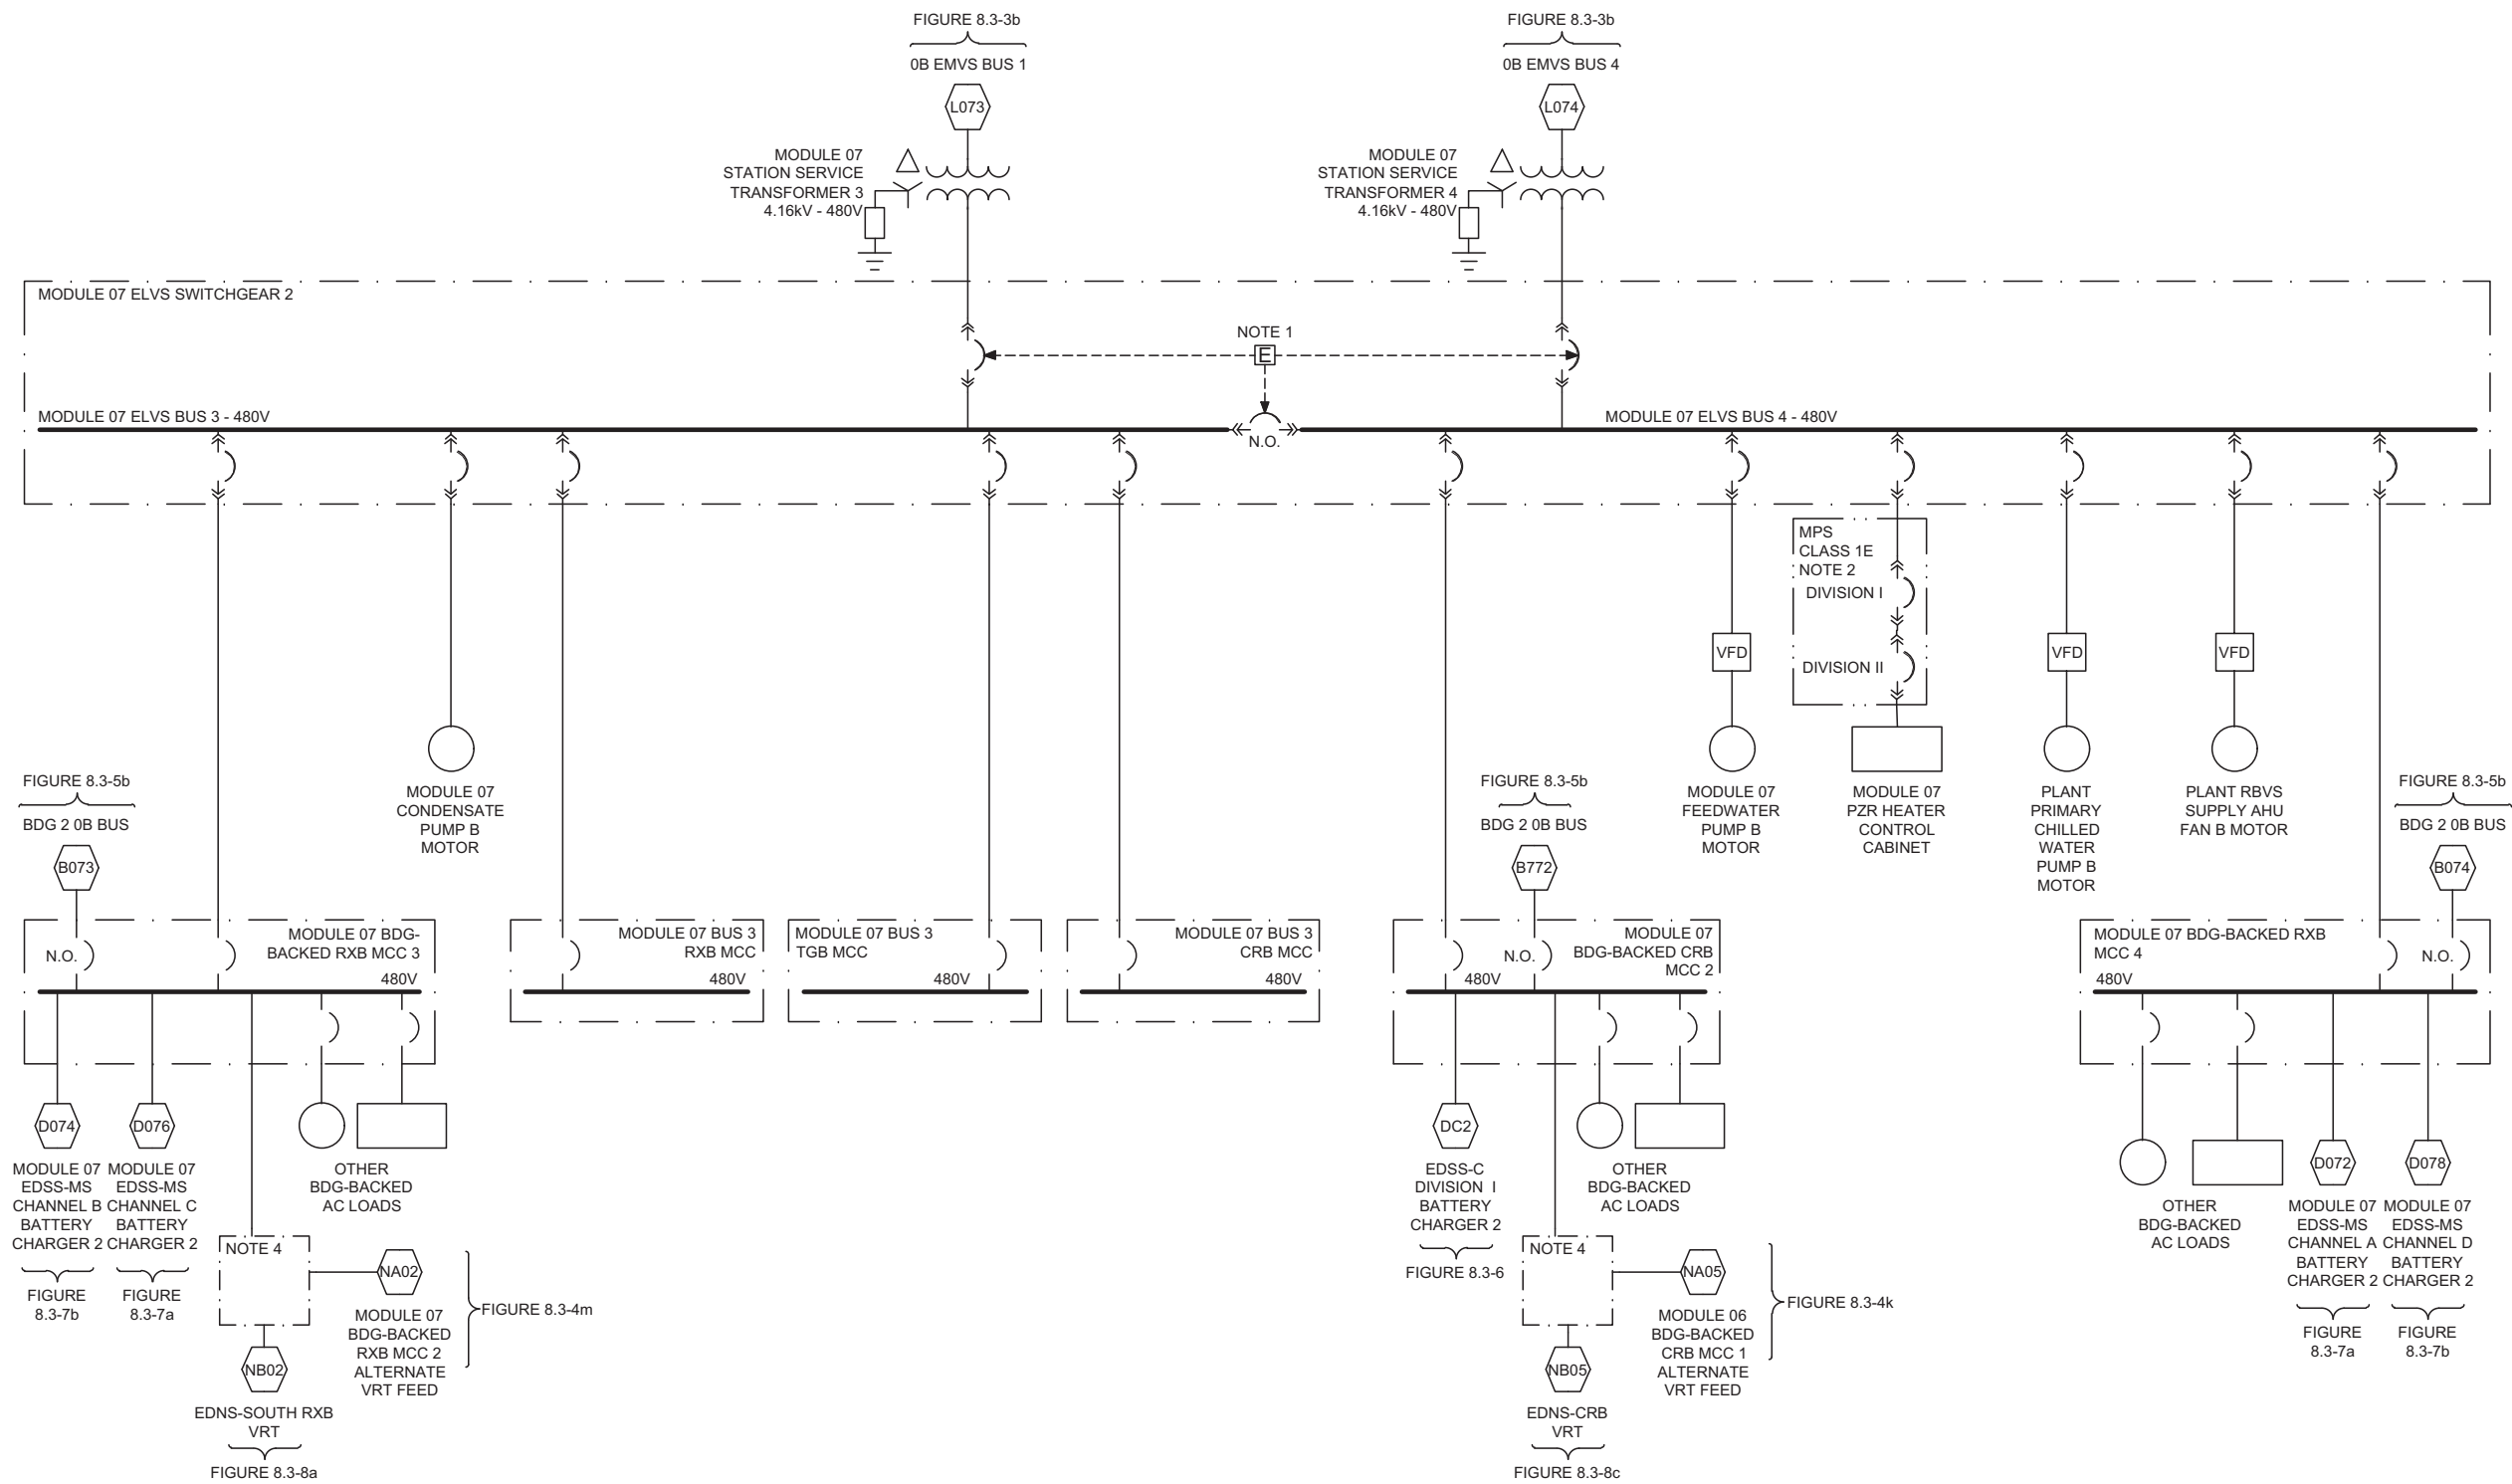 FIGURE 8.3-3b
0B EMVS BUS 1
L073
MODULE 07
STATION SERVICE
TRANSFORMER 3
4.16kV - 480V
FIGURE 8.3-3b
0B EMVS BUS 4
L074
MODULE 07
STATION SERVICE
TRANSFORMER 4
4.16kV - 480V
MODULE 07 ELVS SWITCHGEAR 2
NOTE 1
E
MODULE 07 ELVS BUS 3 - 480V
N.O.
MODULE 07 ELVS BUS 4 - 480V
MPS
CLASS 1E
NOTE 2
DIVISION I
DIVISION II
VFD
VFD
VFD
MODULE 07
CONDENSATE
PUMP B
MOTOR
MODULE 07
FEEDWATER
PUMP B
MOTOR
MODULE 07
PZR HEATER
CONTROL
CABINET
PLANT
PRIMARY
CHILLED
WATER
PUMP B
MOTOR
PLANT RBVS
SUPPLY AHU
FAN B MOTOR
FIGURE 8.3-5b
BDG 2 0B BUS
B073
N.O.
MODULE 07 BDG-
BACKED RXB MCC 3
480V
MODULE 07 BUS 3
RXB MCC
480V
MODULE 07 BUS 3
TGB MCC
480V
MODULE 07 BUS 3
CRB MCC
480V
FIGURE 8.3-5b
BDG 2 0B BUS
B772
N.O.
MODULE 07
BDG-BACKED CRB
MCC 2
480V
FIGURE 8.3-5b
BDG 2 0B BUS
B074
MODULE 07 BDG-BACKED RXB
MCC 4
N.O.
480V
D074
MODULE 07
EDSS-MS
CHANNEL B
BATTERY
CHARGER 2
FIGURE
8.3-7b
D076
MODULE 07
EDSS-MS
CHANNEL C
BATTERY
CHARGER 2
FIGURE
8.3-7a
OTHER
BDG-BACKED
AC LOADS
NOTE 4
NA02
MODULE 07
BDG-BACKED
RXB MCC 2
ALTERNATE
VRT FEED
FIGURE 8.3-4m
NB02
EDNS-SOUTH RXB
VRT
FIGURE 8.3-8a
DC2
EDSS-C
DIVISION I
BATTERY
CHARGER 2
FIGURE 8.3-6
OTHER
BDG-BACKED
AC LOADS
NOTE 4
NA05
MODULE 06
BDG-BACKED
CRB MCC 1
ALTERNATE
VRT FEED
FIGURE 8.3-4k
NB05
EDNS-CRB
VRT
FIGURE 8.3-8c
OTHER
BDG-BACKED
AC LOADS
D072
MODULE 07
EDSS-MS
CHANNEL A
BATTERY
CHARGER 2
FIGURE
8.3-7a
D078
MODULE 07
EDSS-MS
CHANNEL D
BATTERY
CHARGER 2
FIGURE
8.3-7b